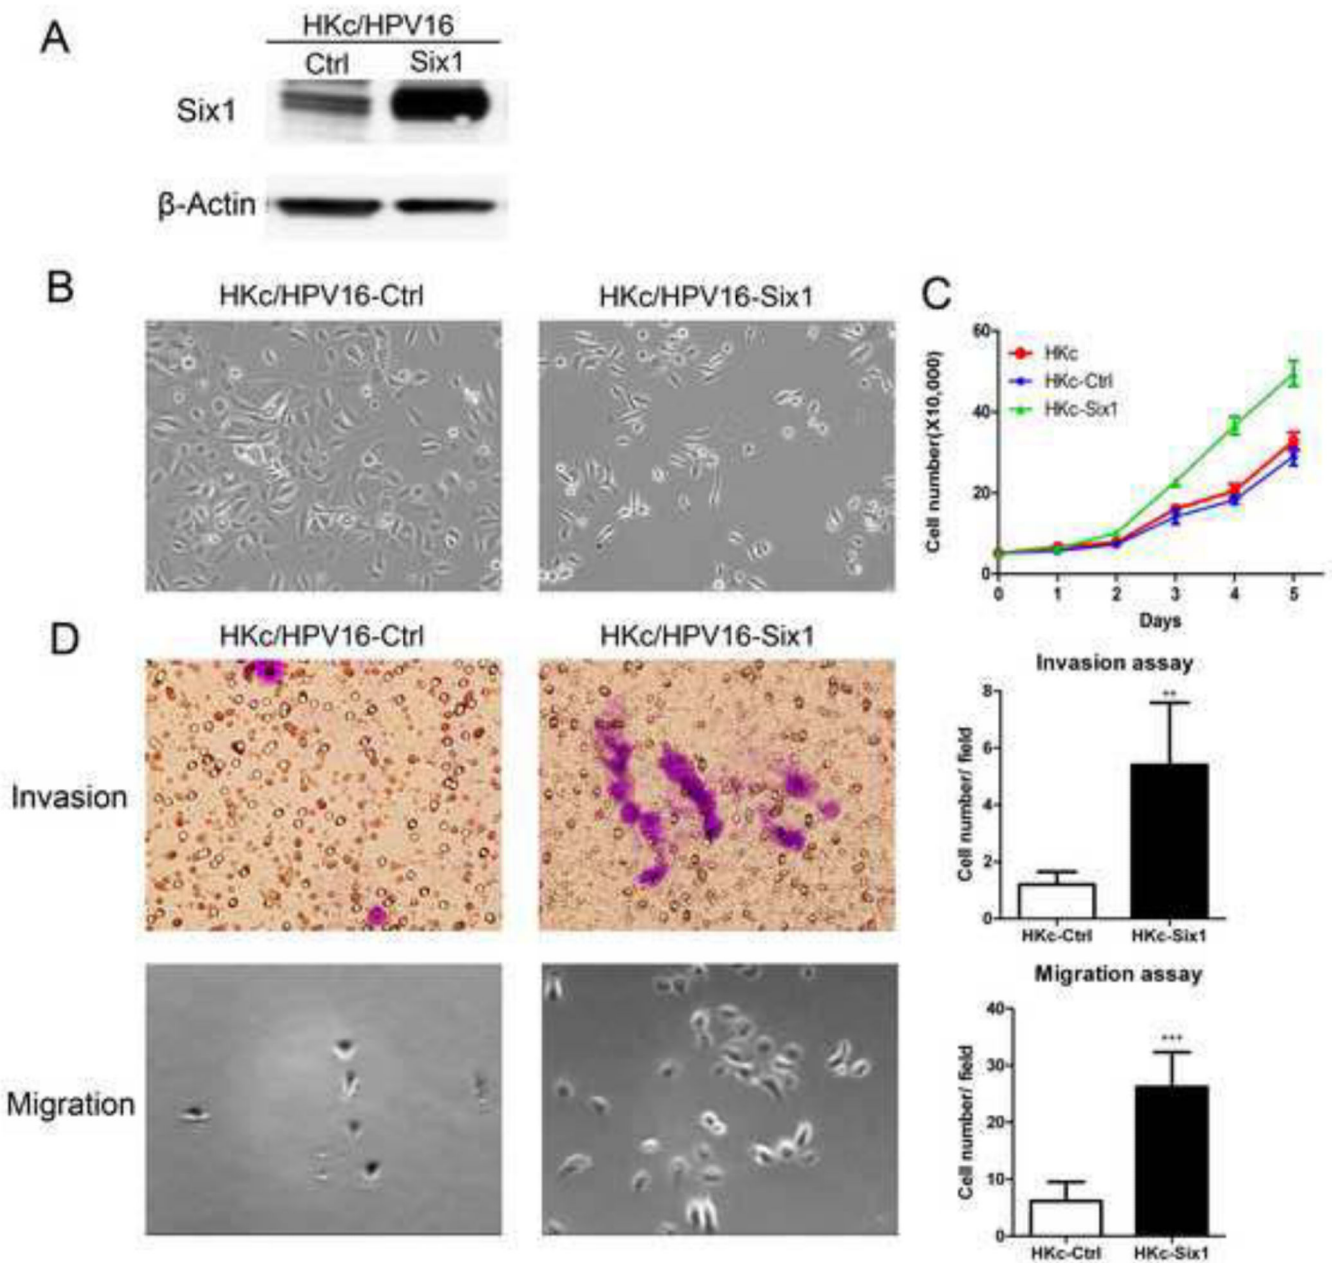 A
HKc/HPV16
Ctrl Six1
Six1
β-Actin
B
HKc/HPV16-Ctrl HKc/HPV16-Six1
C
60
40
20
0
Cell number(X10,000)
HKc
HKc-Ctrl
HKc-Six1
0 1 2 3 4 5
Days
D
HKc/HPV16-Ctrl HKc/HPV16-Six1
Invasion
Invasion assay
8
6
4
2
0
Cell number/ field
**
HKc-Ctrl HKc-Six1
Migration
Migration assay
40
30
20
10
0
Cell number/ field
***
HKc-Ctrl HKc-Six1